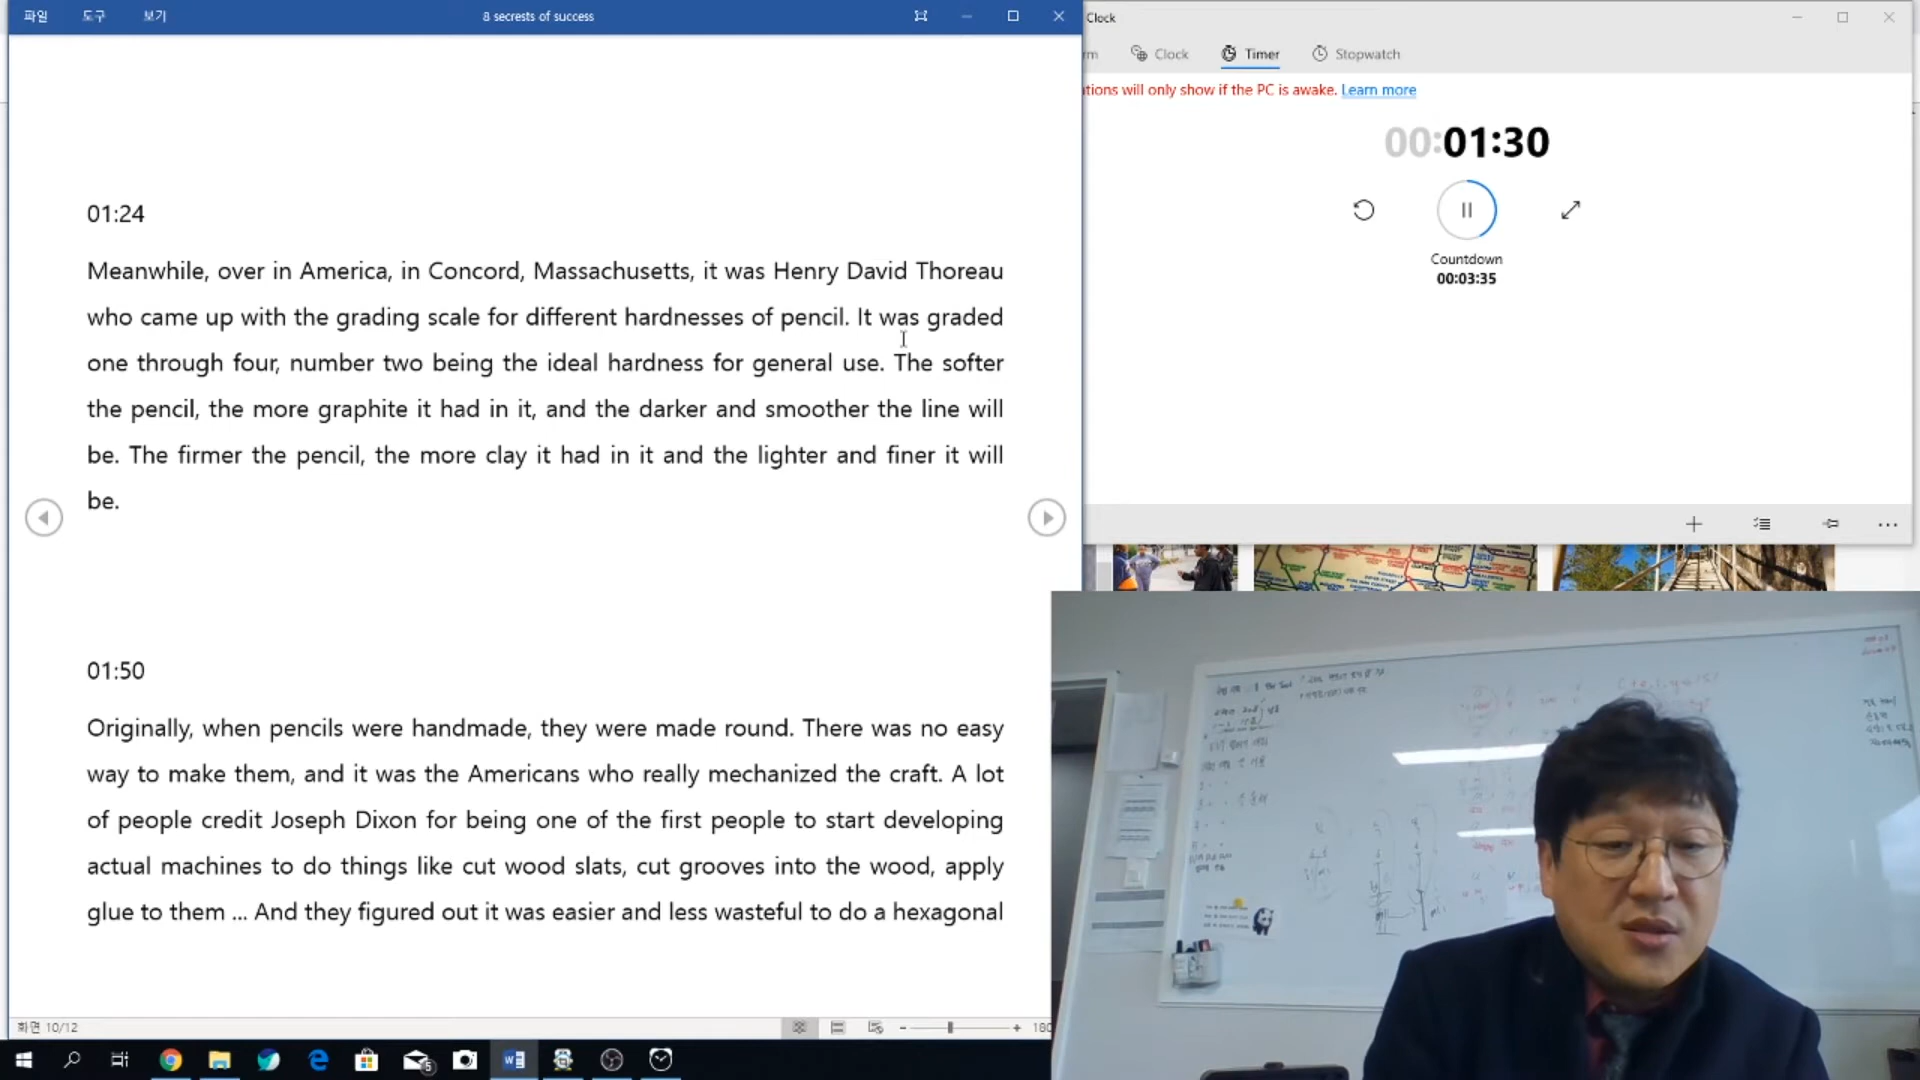 파일 도구 보기 8 secrests of success
01:24
Meanwhile, over in America, in Concord, Massachusetts, it was Henry David Thoreau
who came up with the grading scale for different hardnesses of pencil. It was graded
one through four, number two being the ideal hardness for general use. The softer
the pencil, the more graphite it had in it, and the darker and smoother the line will
be. The firmer the pencil, the more clay it had in it and the lighter and finer it will
be.
01:50
Originally, when pencils were handmade, they were made round. There was no easy
way to make them, and it was the Americans who really mechanized the craft. A lot
of people credit Joseph Dixon for being one of the first people to start developing
actual machines to do things like cut wood slats, cut grooves into the wood, apply
glue to them ... And they figured out it was easier and less wasteful to do a hexagonal
화면 10/12
180
Clock
rm Clock Timer Stopwatch
ations will only show if the PC is awake. Learn more
00:01:30
Countdown
00:03:35
5